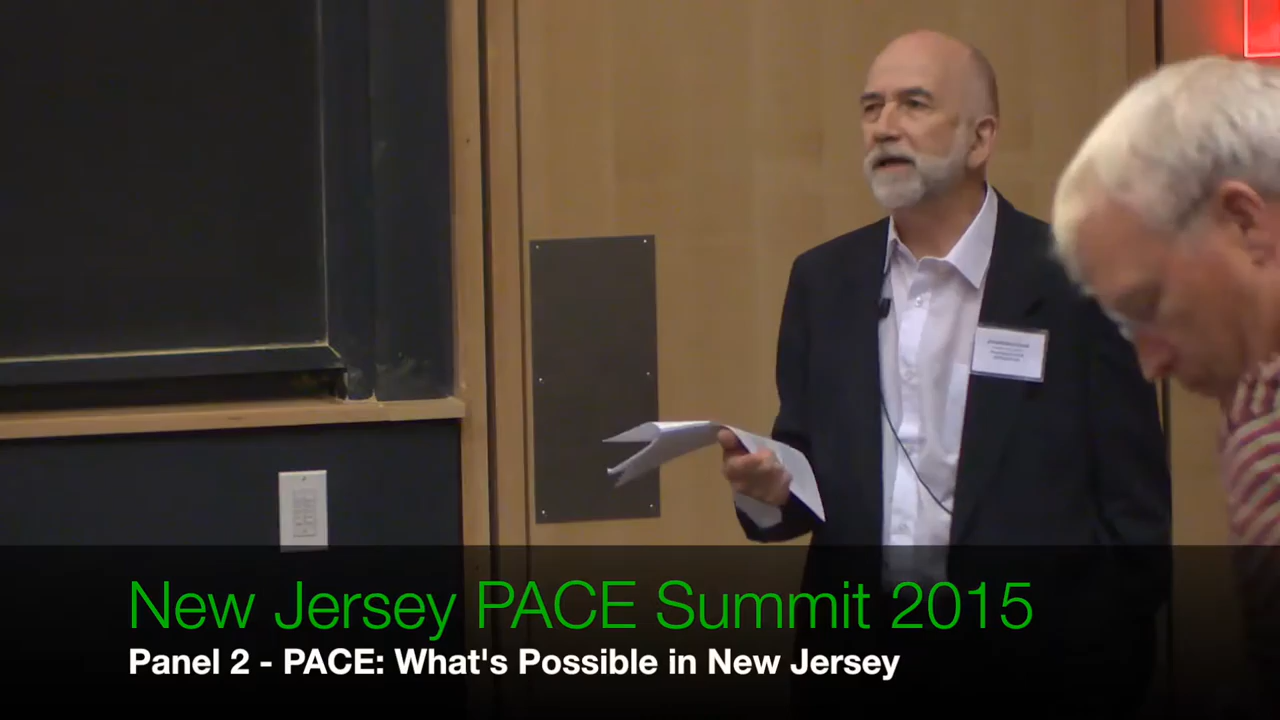 New Jersey PACE Summit 2015
Panel 2 - PACE: What's Possible in New Jersey